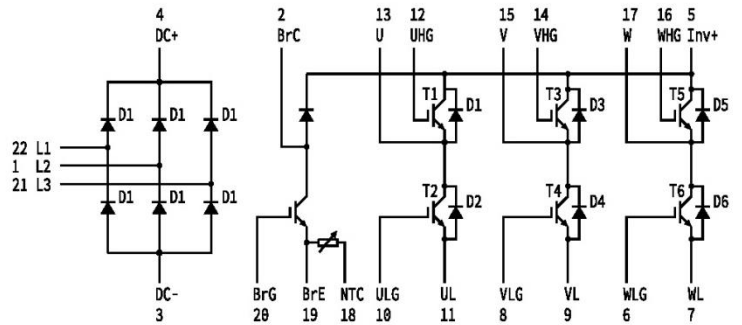 4 2 13 12 15 14 17 16 5
DC+ BrC U UHG V VHG W WHG Inv+
D1 D1 D1 T1 D1 T3 D3 T5 D5
22 L1
1 L2
21 L3
D1 D1 D1 T2 D2 T4 D4 T6 D6
DC- BrG BrE NTC ULG UL VLG VL WLG WL
3 20 19 18 10 11 8 9 6 7